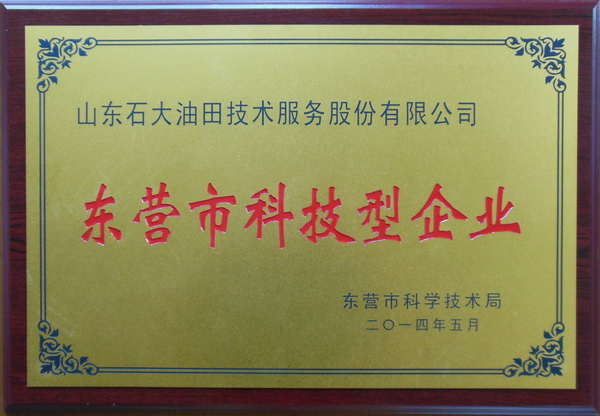 山东石大油田技术服务股份有限公司
东营市科技型企业
东营市科学技术局
二〇一四年五月